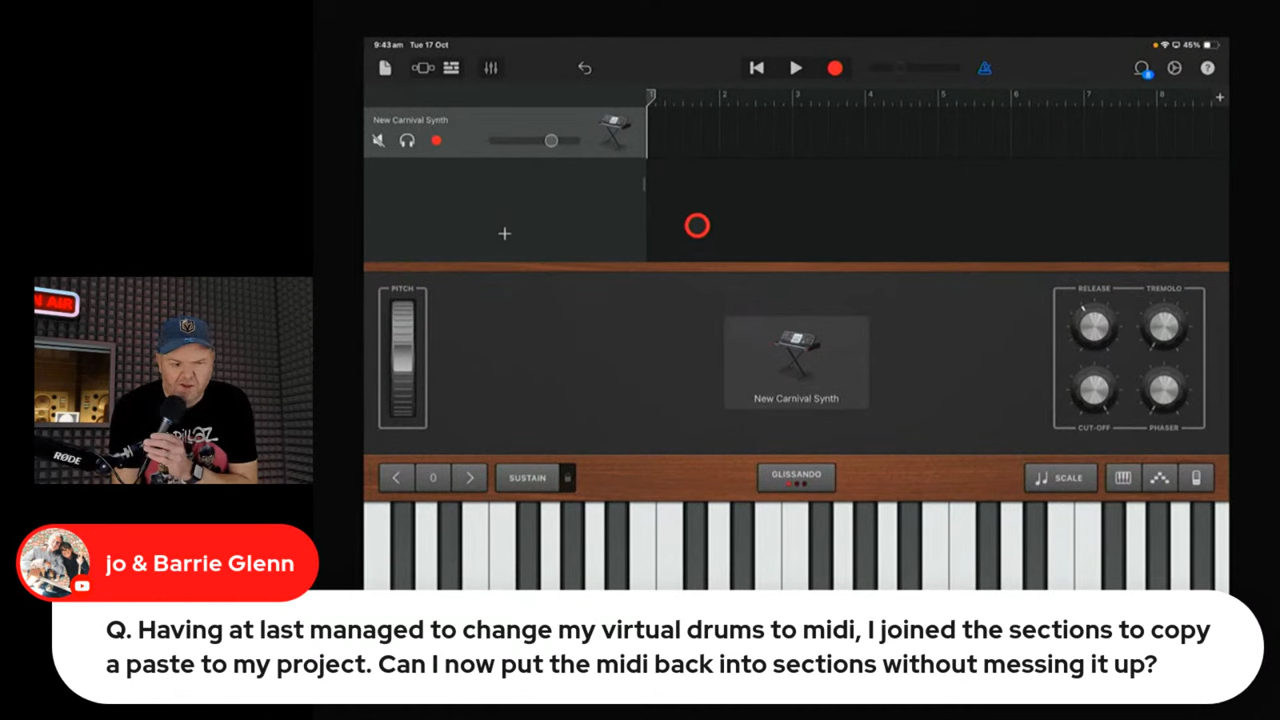 9:43am Tue 17 Oct
45%
1 2 3 4 5 6 7 8
New Carnival Synth
PITCH
RELEASE TREMOLO
New Carnival Synth
CUT-OFF PHASER
0
SUSTAIN
GLISSANDO
SCALE
N AIR
RØDE
jo & Barrie Glenn
Q. Having at last managed to change my virtual drums to midi, I joined the sections to copy
a paste to my project. Can I now put the midi back into sections without messing it up?